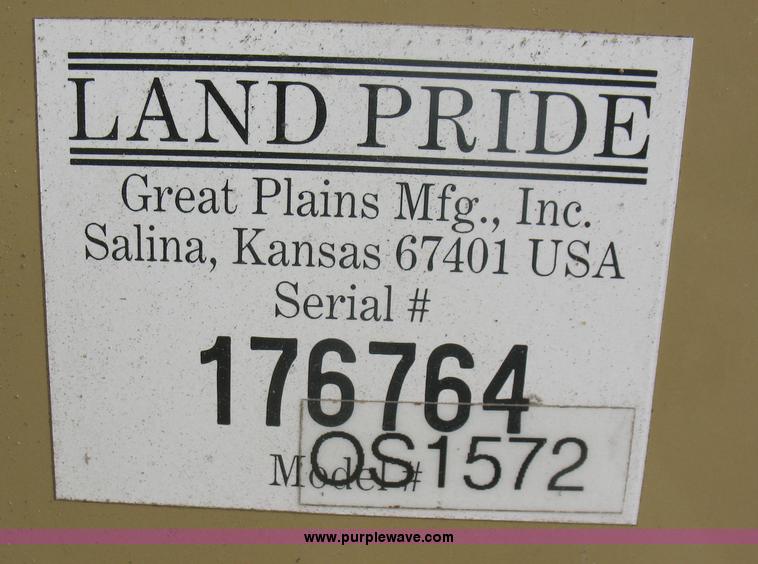 LAND PRIDE
Great Plains Mfg., Inc.
Salina, Kansas 67401 USA
Serial #
176764
Model #
QS1572
www.purplewave.com